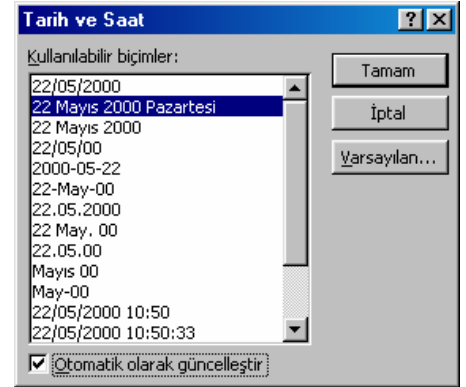 Tarih ve Saat
Kullanılabilir biçimler:
22/05/2000
22 Mayıs 2000 Pazartesi
22 Mayıs 2000
22/05/00
2000-05-22
22-May-00
22.05.2000
22 May. 00
22.05.00
Mayıs 00
May-00
22/05/2000 10:50
22/05/2000 10:50:33
Tamam
İptal
Varsayılan...
Otomatik olarak güncelleştir